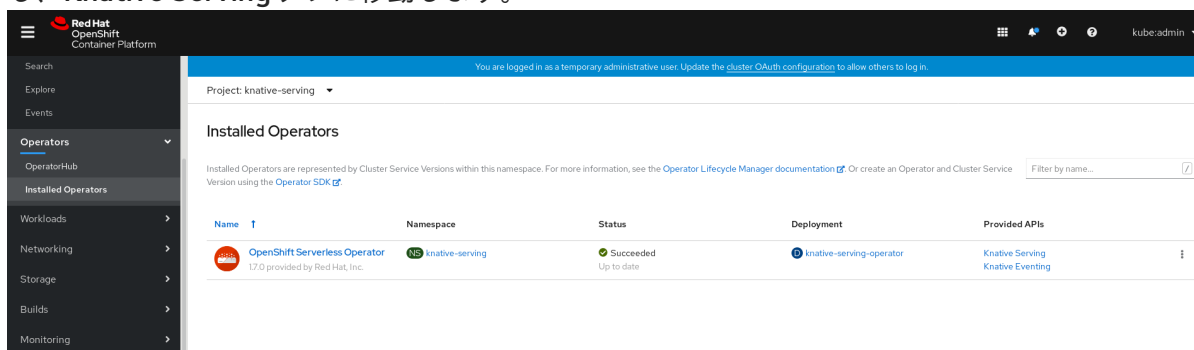 Red Hat
OpenShift
Container Platform
kube:admin
Search
Explore
Events
Operators
OperatorHub
Installed Operators
Workloads
Networking
Storage
Builds
Monitoring
You are logged in as a temporary administrative user. Update the cluster OAuth configuration to allow others to log in.
Project: knative-serving
Installed Operators
Installed Operators are represented by Cluster Service Versions within this namespace. For more information, see the Operator Lifecycle Manager documentation. Or create an Operator and Cluster Service
Version using the Operator SDK.
Filter by name...
/
Name Namespace Status Deployment Provided APIs
OpenShift Serverless Operator NS knative-serving Succeeded D knative-serving-operator Knative Serving
1.7.0 provided by Red Hat, Inc. Up to date Knative Eventing